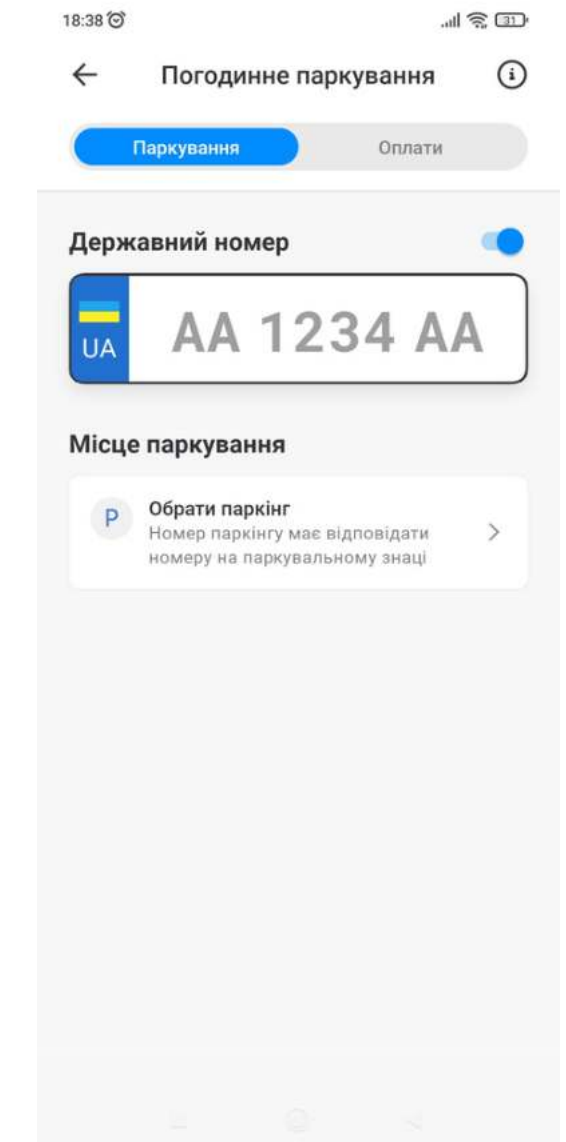 18:38
31
Погодинне паркування
i
Паркування
Оплати
Державний номер
UA
AA 1234 AA
Місце паркування
P
Обрати паркінг
Номер паркінгу має відповідати
номеру на паркувальному знаці